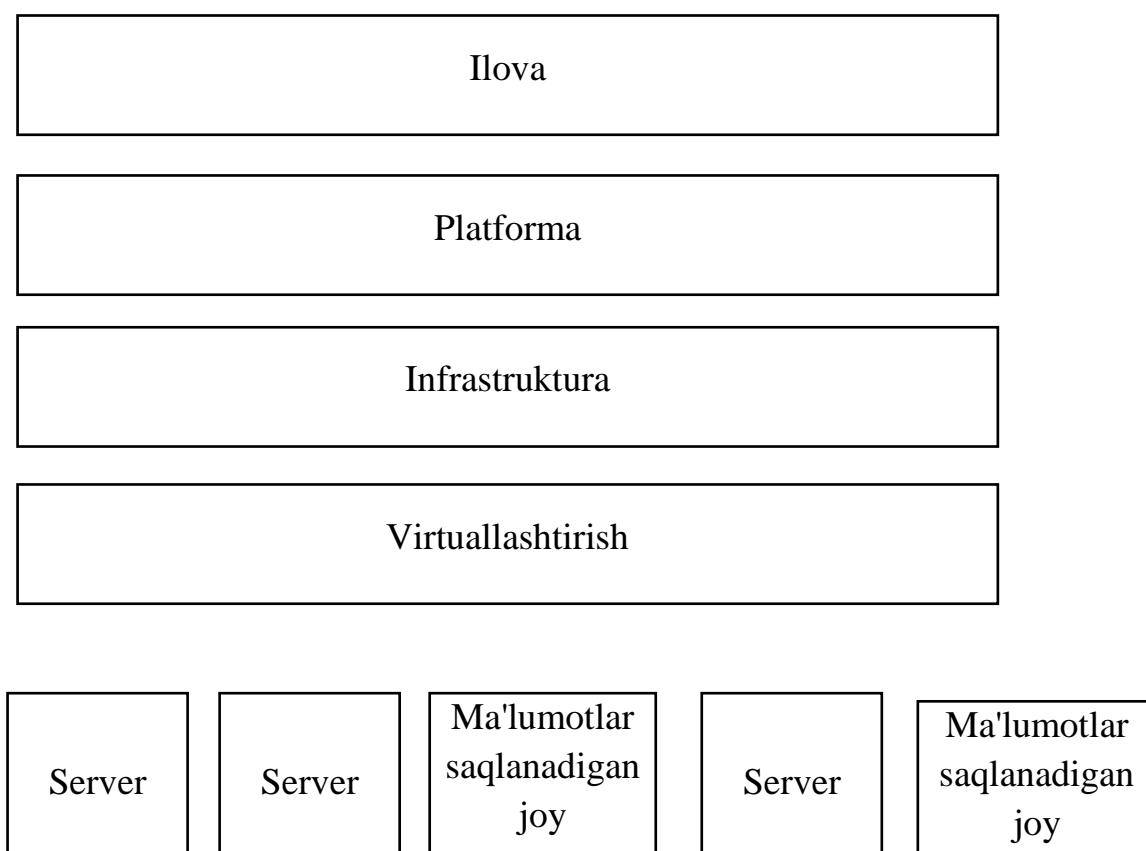 Ilova
Platforma
Infrastruktura
Virtuallashtirish
Server
Server
Ma'lumotlar
saqlanadigan
joy
Server
Ma'lumotlar
saqlanadigan
joy